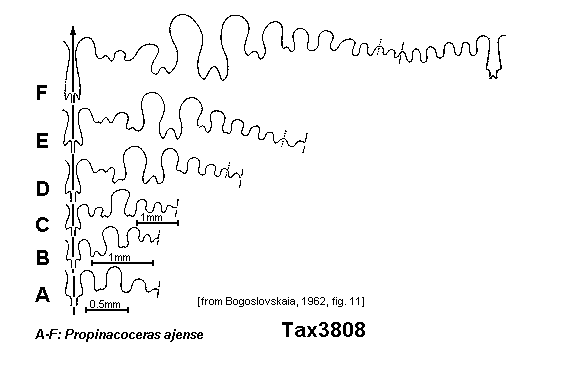 F
E
D
C
1mm
B
1mm
A
0.5mm
[from Bogoslovskaia, 1962, fig. 11]
A-F: Propinacoceras ajense
Tax3808